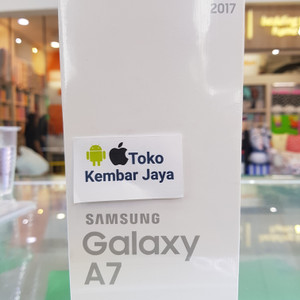 2017
Toko
Kembar Jaya
SAMSUNG
Galaxy
A7